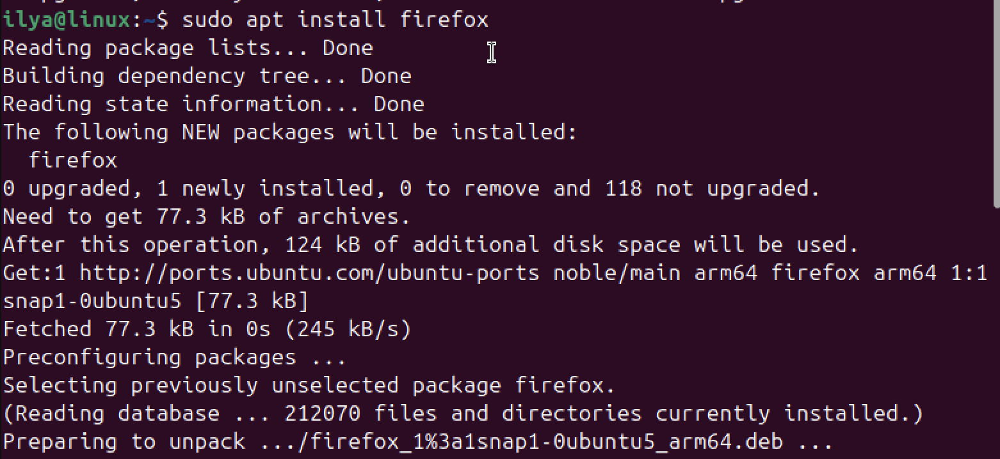 ilya@linux:~$ sudo apt install firefox
Reading package lists... Done
Building dependency tree... Done
Reading state information... Done
The following NEW packages will be installed:
  firefox
0 upgraded, 1 newly installed, 0 to remove and 118 not upgraded.
Need to get 77.3 kB of archives.
After this operation, 124 kB of additional disk space will be used.
Get:1 http://ports.ubuntu.com/ubuntu-ports noble/main arm64 firefox arm64 1:1
snap1-0ubuntu5 [77.3 kB]
Fetched 77.3 kB in 0s (245 kB/s)
Preconfiguring packages ...
Selecting previously unselected package firefox.
(Reading database ... 212070 files and directories currently installed.)
Preparing to unpack .../firefox_1%3a1snap1-0ubuntu5_arm64.deb ...